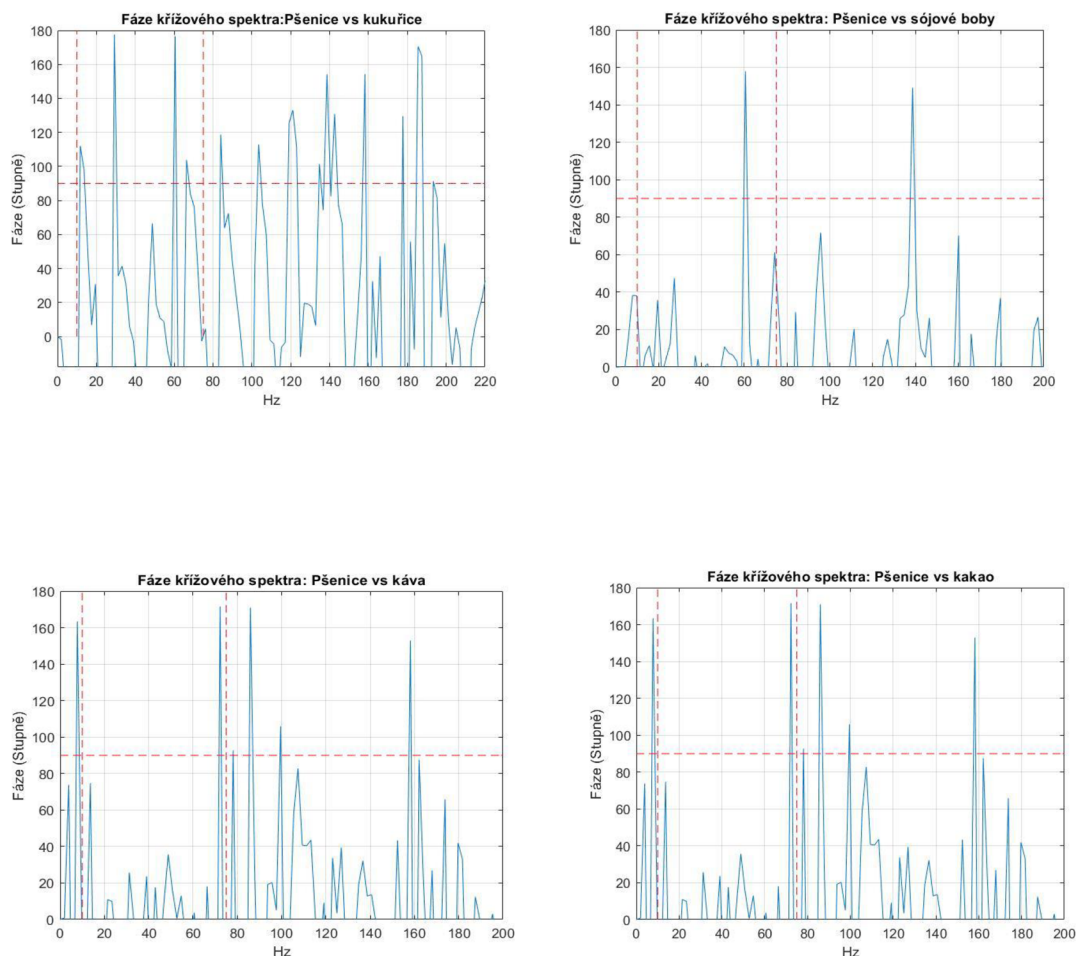 Fáze křížového spektra:Pšenice vs kukuřice
Fáze (Stupně)
180
160
140
120
100
80
60
40
20
0
0 20 40 60 80 100 120 140 160 180 200 220
Hz
Fáze křížového spektra: Pšenice vs sójové boby
Fáze (Stupně)
180
160
140
120
100
80
60
40
20
0
0 20 40 60 80 100 120 140 160 180 200
Hz
Fáze křížového spektra: Pšenice vs káva
Fáze (Stupně)
180
160
140
120
100
80
60
40
20
0
0 20 40 60 80 100 120 140 160 180 200
Hz
Fáze křížového spektra: Pšenice vs kakao
Fáze (Stupně)
180
160
140
120
100
80
60
40
20
0
0 20 40 60 80 100 120 140 160 180 200
Hz